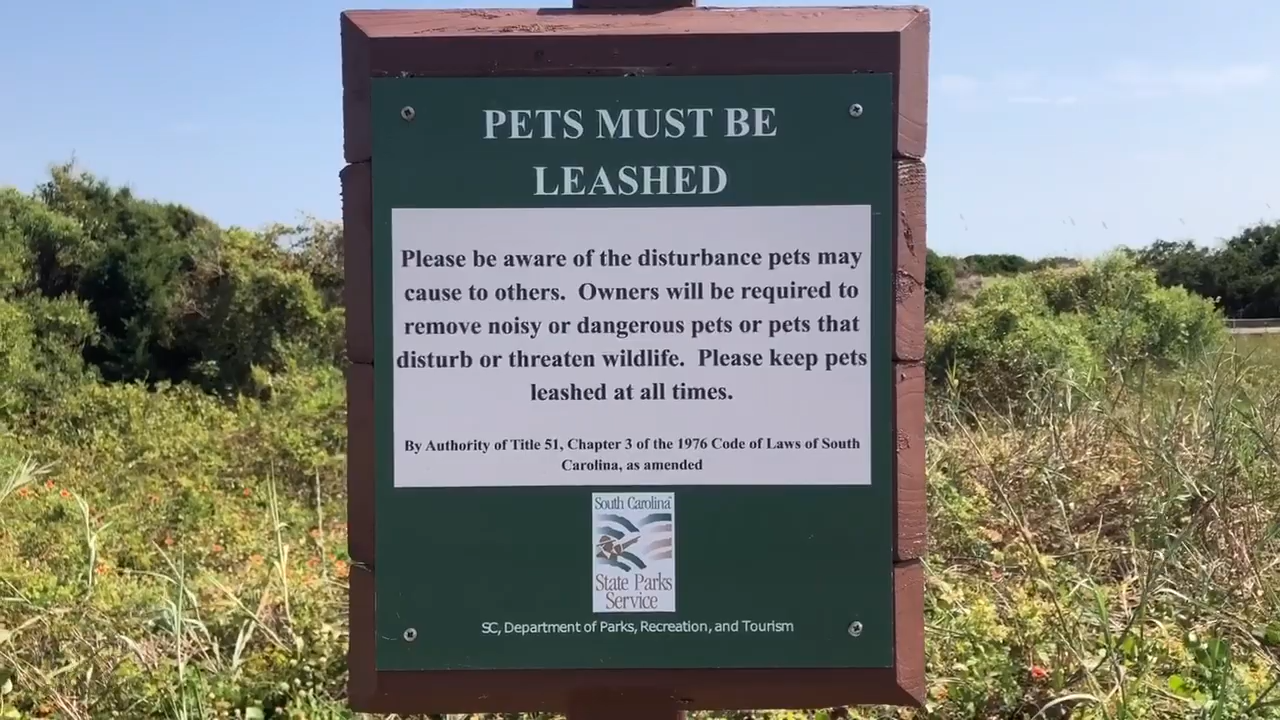 PETS MUST BE
LEASHED
Please be aware of the disturbance pets may
cause to others. Owners will be required to
remove noisy or dangerous pets or pets that
disturb or threaten wildlife. Please keep pets
leashed at all times.
By Authority of Title 51, Chapter 3 of the 1976 Code of Laws of South
Carolina, as amended
South Carolina
State Parks
Service
SC, Department of Parks, Recreation, and Tourism